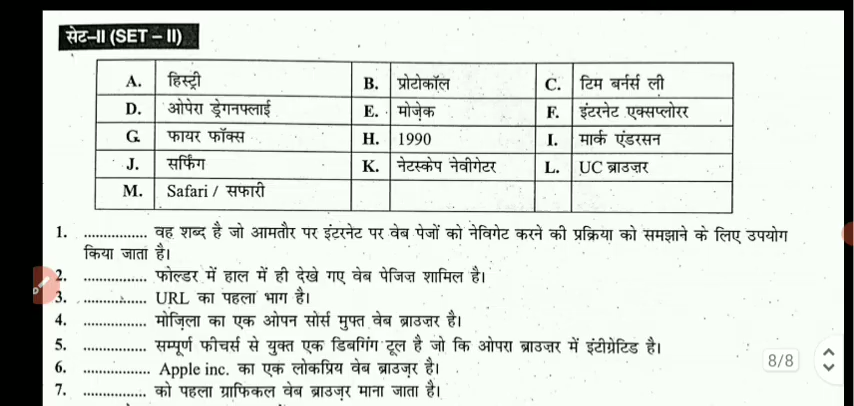 सेट–II (SET – II)
A. हिस्ट्री B. प्रोटोकॉल C. टिम बर्नर्स ली
D. ओपेरा ड्रेगनफ्लाई E. मोजे़क F. इंटरनेट एक्सप्लोरर
G. फायर फॉक्स H. 1990 I. मार्क एंडरसन
J. सर्फिंग K. नेटस्केप नेवीगेटर L. UC ब्राउज़र
M. Safari / सफारी
1. ................ वह शब्द है जो आमतौर पर इंटरनेट पर वेब पेजों को नेविगेट करने की प्रक्रिया को समझाने के लिए उपयोग
किया जाता है।
2. ................ फोल्डर में हाल में ही देखे गए वेब पेजिज़ शामिल है।
3. ................ URL का पहला भाग है।
4. ................ मोजि़ला का एक ओपन सोर्स मुफ्त वेब ब्राउज़र है।
5. ................ सम्पूर्ण फीचर्स से युक्त एक डिबगिंग टूल है जो कि ओपरा ब्राउज़र में इंटीग्रेटिड है।
6. ................ Apple inc. का एक लोकप्रिय वेब ब्राउज़र है।
7. ................ को पहला ग्राफिकल वेब ब्राउज़र माना जाता है।
8/8